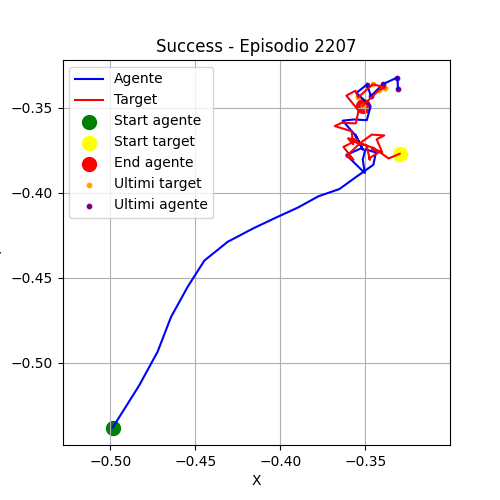 Success - Episodio 2207
Agente
Target
Start agente
Start target
End agente
Ultimi target
Ultimi agente
−0.35
−0.40
−0.45
−0.50
−0.50
−0.45
−0.40
−0.35
X